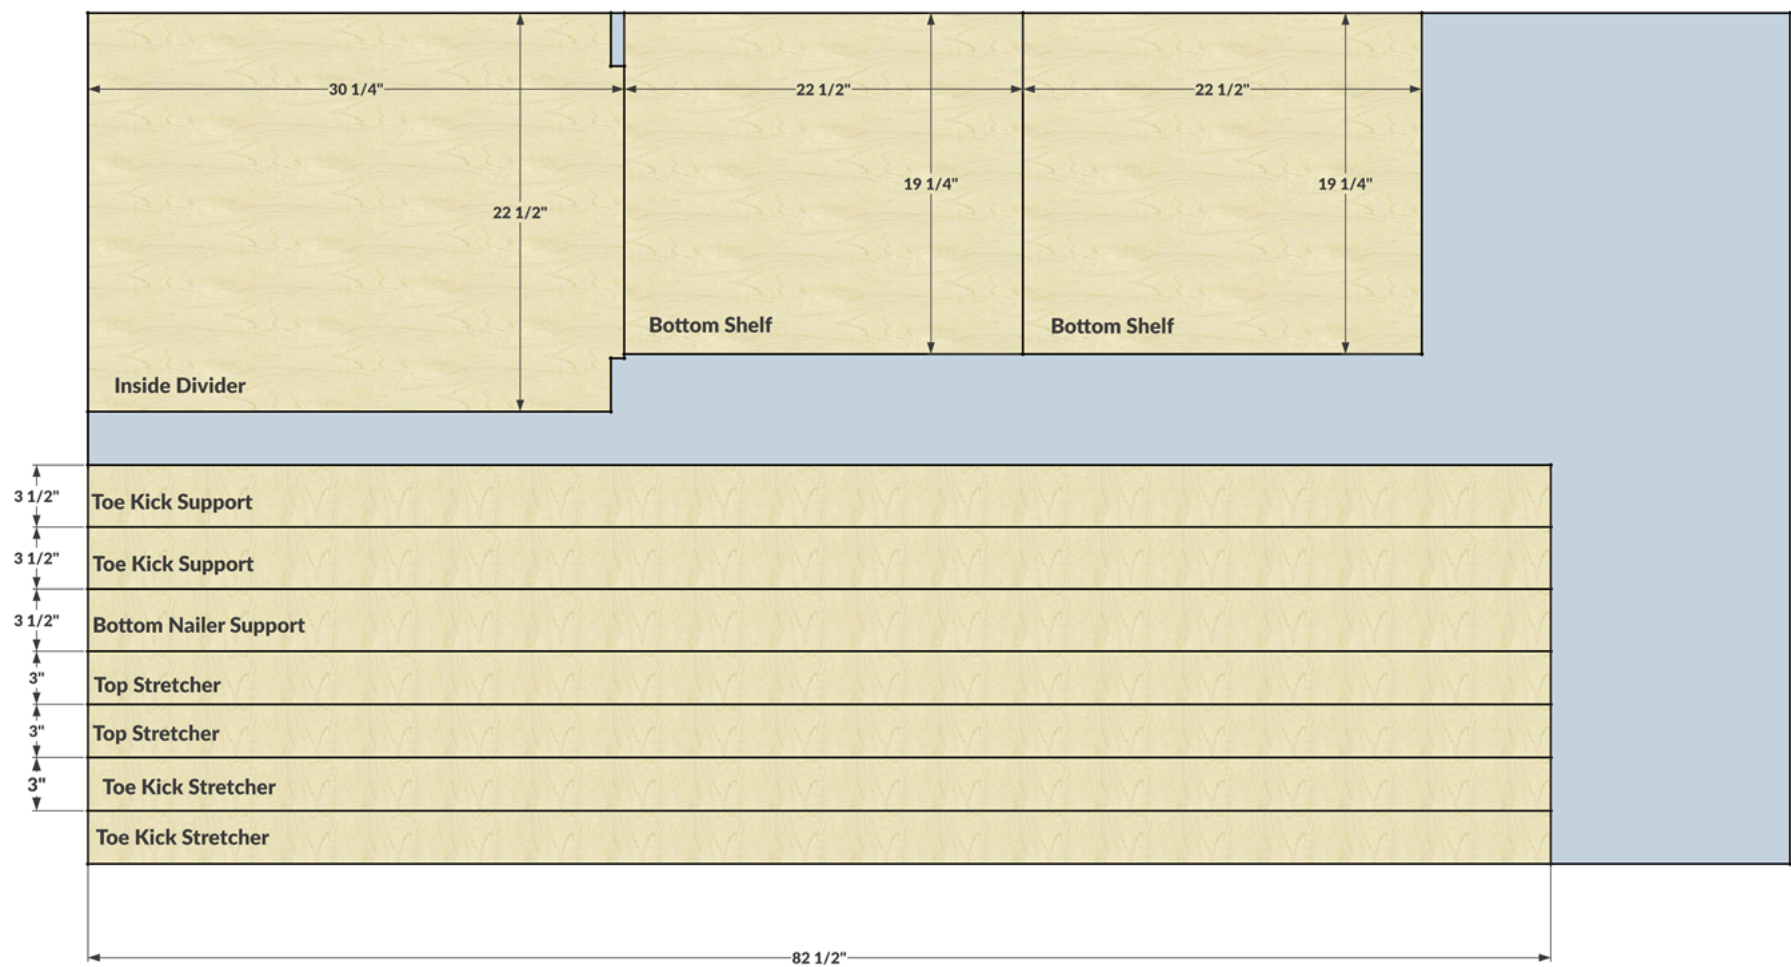 30 1/4"
22 1/2"
22 1/2"
19 1/4"
19 1/4"
22 1/2"
Bottom Shelf
Bottom Shelf
Inside Divider
3 1/2"
Toe Kick Support
3 1/2"
Toe Kick Support
3 1/2"
Bottom Nailer Support
3"
Top Stretcher
3"
Top Stretcher
3"
Toe Kick Stretcher
Toe Kick Stretcher
82 1/2"